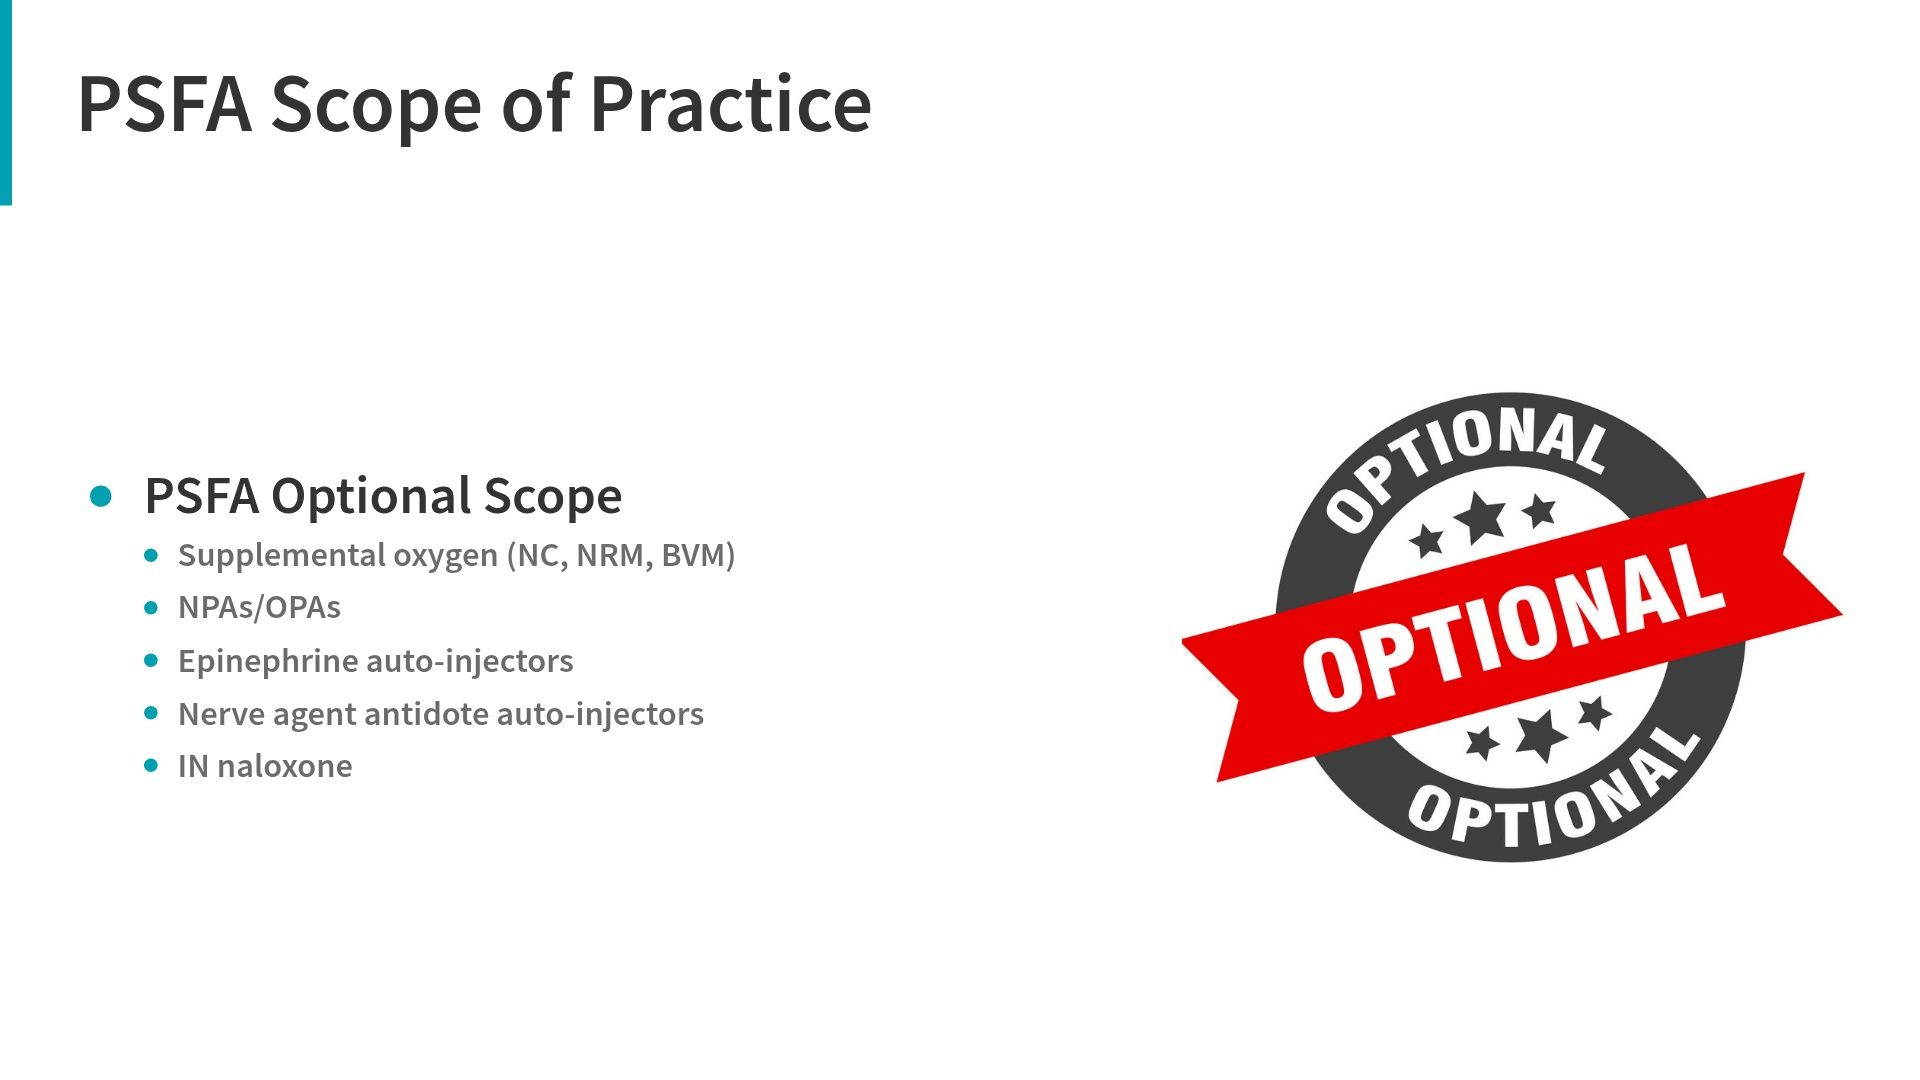 PSFA Scope of Practice
PSFA Optional Scope
Supplemental oxygen (NC, NRM, BVM)
NPAs/OPAs
Epinephrine auto-injectors
Nerve agent antidote auto-injectors
IN naloxone
OPTIONAL
OPTIONAL
OPTIONAL